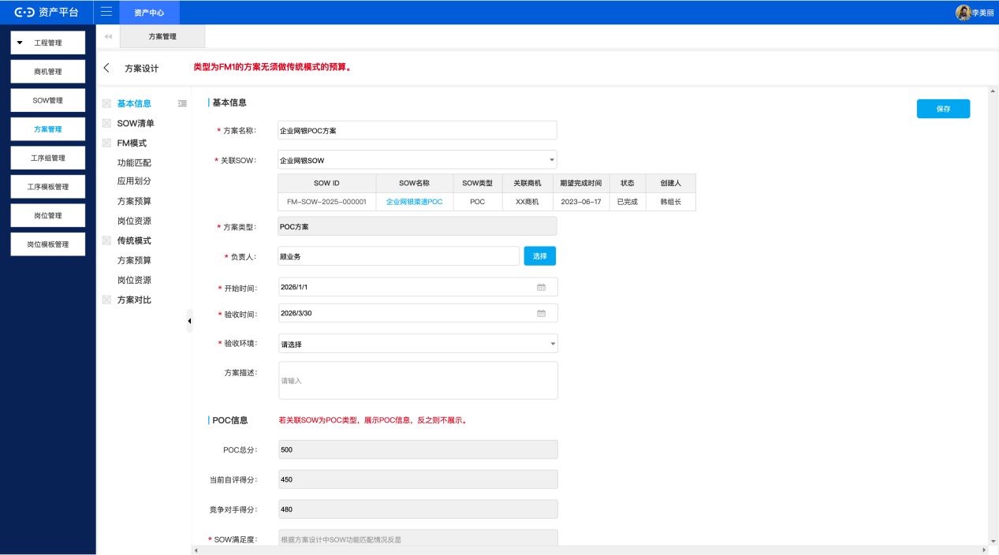 资产平台
资产中心
李美丽
工程管理
商机管理
SOW管理
方案管理
工序组管理
工序模板管理
岗位管理
岗位模板管理
方案管理
方案设计
类型为FM1的方案无须做传统模式的预算。
基本信息
SOW清单
FM模式
功能匹配
应用划分
方案预算
岗位资源
传统模式
方案预算
岗位资源
方案对比
基本信息
保存
* 方案名称： 企业网银POC方案
* 关联SOW： 企业网银SOW
SOW ID SOW名称 SOW类型 关联商机 期望完成时间 状态 创建人
FM-SOW-2025-000001 企业网银渠道POC POC XX商机 2023-06-17 已完成 韩组长
* 方案类型： POC方案
* 负责人： 顾业务 选择
* 开始时间： 2026/1/1
* 验收时间： 2026/3/30
* 验收环境： 请选择
方案描述： 请输入
POC信息 若关联SOW为POC类型，展示POC信息，反之则不展示。
POC总分： 500
当前自评得分： 450
竞争对手得分： 480
* SOW满足度： 根据方案设计中SOW功能匹配情况反显